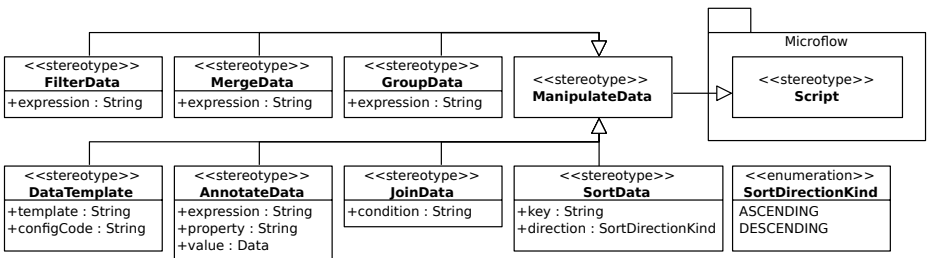 Microflow
<<stereotype>>
FilterData
+expression : String
<<stereotype>>
MergeData
+expression : String
<<stereotype>>
GroupData
+expression : String
<<stereotype>>
ManipulateData
<<stereotype>>
Script
<<stereotype>>
DataTemplate
+template : String
+configCode : String
<<stereotype>>
AnnotateData
+expression : String
+property : String
+value : Data
<<stereotype>>
JoinData
+condition : String
<<stereotype>>
SortData
+key : String
+direction : SortDirectionKind
<<enumeration>>
SortDirectionKind
ASCENDING
DESCENDING